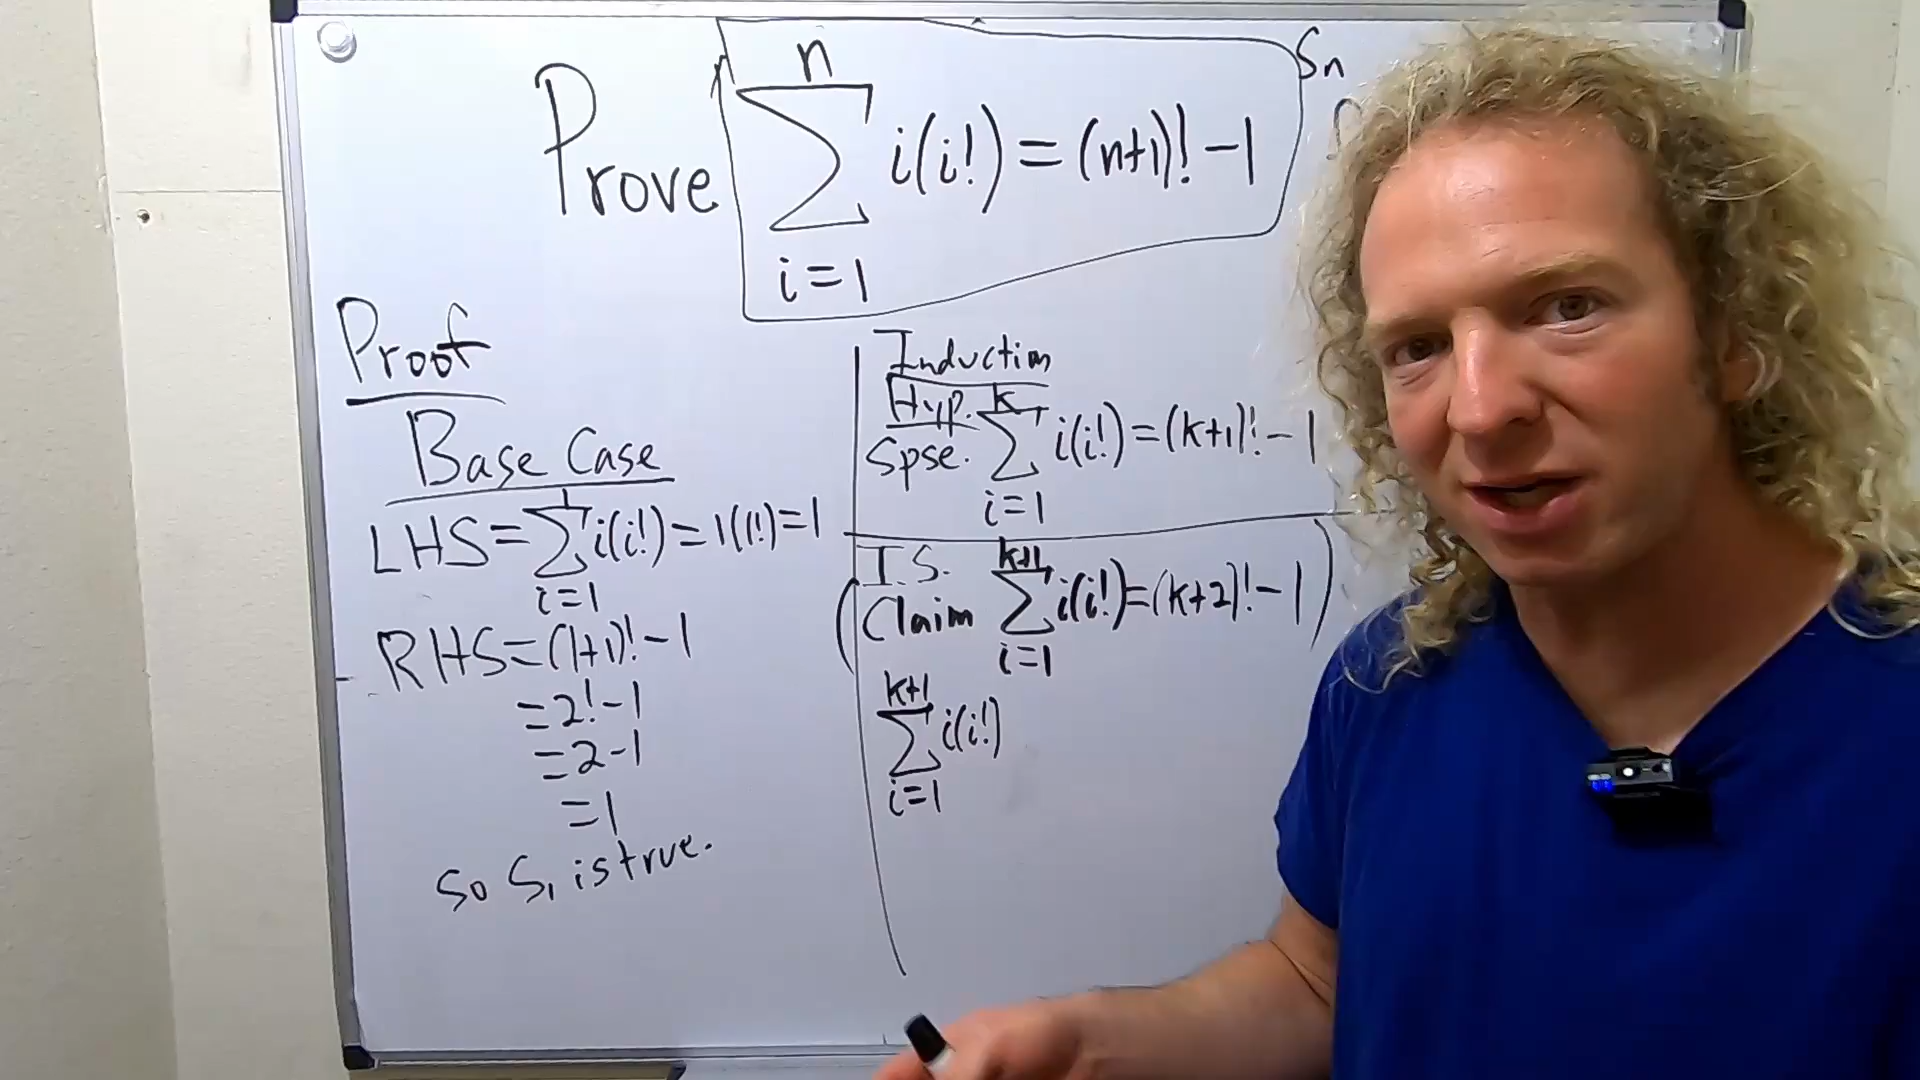 Prove ∑_{i=1}^{n} i(i!) = (n+1)! - 1
Sn
Proof
Base Case
LHS = ∑_{i=1}^{1} i(i!) = 1(1!) = 1
RHS = (1+1)! - 1
= 2! - 1
= 2 - 1
= 1
So S₁ is true.
Induction
Hyp.
Spse. ∑_{i=1}^{k} i(i!) = (k+1)! - 1
I.S.
(Claim ∑_{i=1}^{k+1} i(i!) = (k+2)! - 1)
∑_{i=1}^{k+1} i(i!)